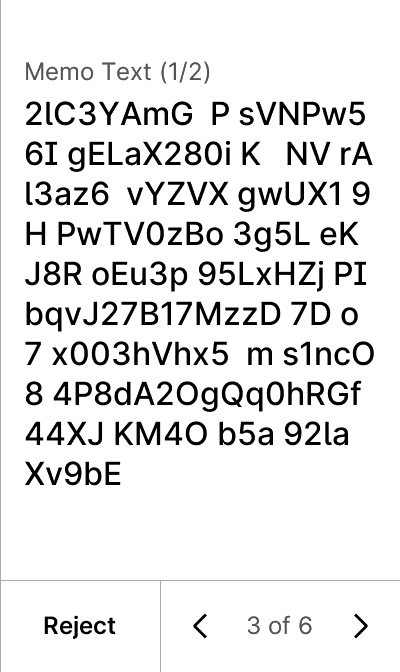 Memo Text (1/2)
2lC3YAmG  P sVNPw5
6I gELaX280i K   NV rA
l3az6  vYZVX gwUX1 9
H PwTV0zBo 3g5L eK
J8R oEu3p 95LxHZj PI
bqvJ27B17MzzD 7D o
7 x003hVhx5  m s1ncO
8 4P8dA2OgQq0hRGf
44XJ KM4O b5a 92la
Xv9bE
Reject
3 of 6